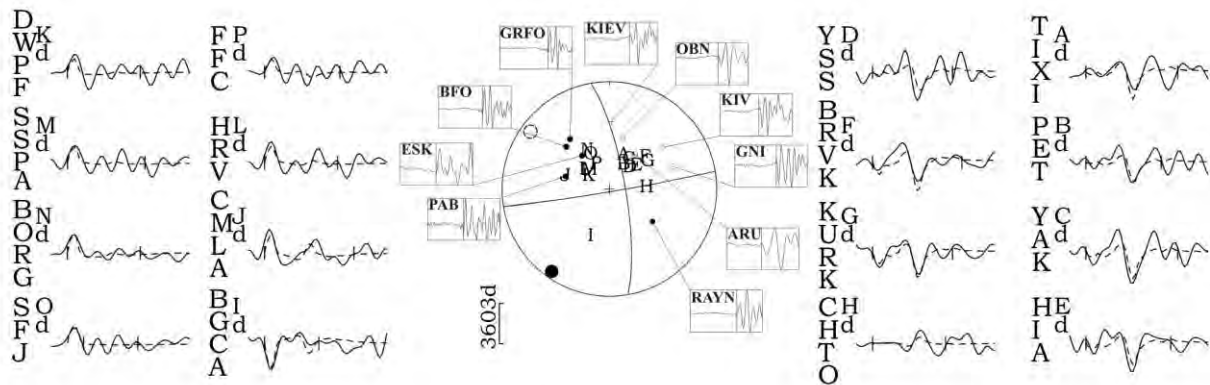 DWPF
K
d
SSPA
M
d
BORG
N
d
SFJ
O
d
FFC
P
d
HRV
L
d
CMLA
J
d
BGCA
I
d
GRFO
KIEV
OBN
BFO
KIV
ESK
GNI
PAB
ARU
RAYN
N
O
P
M
J
K
A
F
G
B
D
E
H
I
3603d
YSS
D
d
BRVK
F
d
KURK
G
d
CHTO
H
d
TIXI
A
d
PET
B
d
YAK
C
d
HIA
E
d